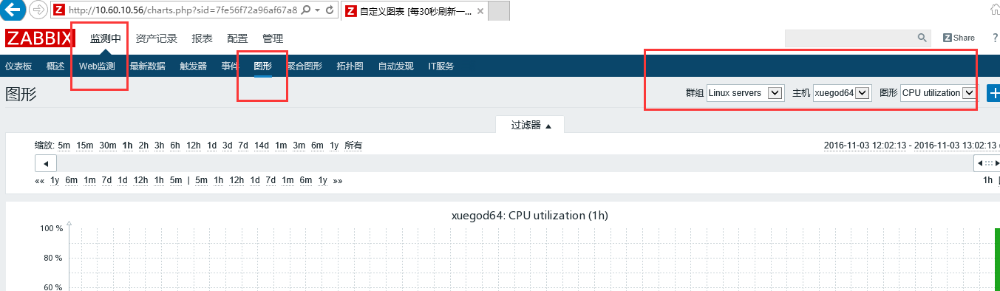 http://10.60.10.56/charts.php?sid=7fe56f72a96af67a8
自定义图表 [每30秒刷新一...
ZABBIX 监测中 资产记录 报表 配置 管理 Share ?
仪表板 概述 Web监测 最新数据 触发器 事件 图形 聚合图形 拓扑图 自动发现 IT服务
图形 群组 Linux servers 主机 xuegod64 图形 CPU utilization
过滤器
缩放: 5m 15m 30m 1h 2h 3h 6h 12h 1d 3d 7d 14d 1m 3m 6m 1y 所有 2016-11-03 12:02:13 - 2016-11-03 13:02:13
«« 1y 6m 1m 7d 1d 12h 1h 5m | 5m 1h 12h 1d 7d 1m 6m 1y »» 1h
xuegod64: CPU utilization (1h)
100 %
80 %
60 %